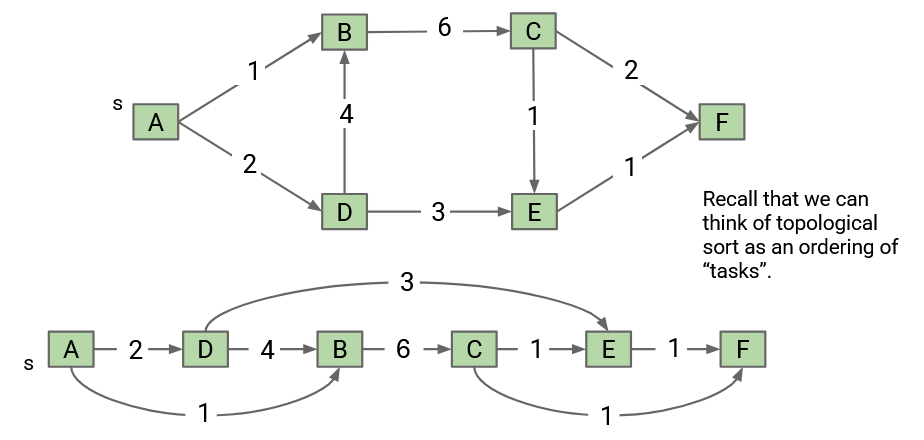 B 6 C
1 2
s A 4 1 F
2 1
D 3 E
Recall that we can
think of topological
sort as an ordering of
“tasks”.
3
s A 2 D 4 B 6 C 1 E 1 F
1 1